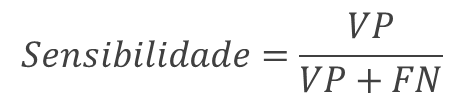 Sensibilidade = VP / (VP + FN)